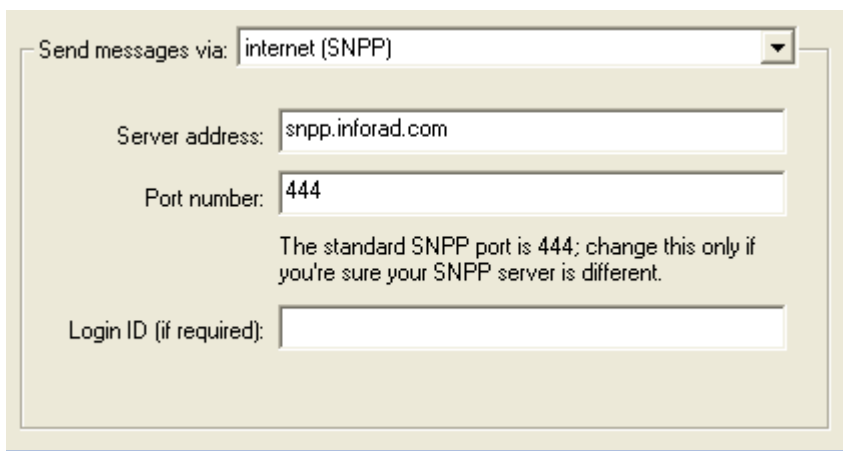 Send messages via: internet (SNPP)
Server address: snpp.inforad.com
Port number: 444
The standard SNPP port is 444; change this only if
you're sure your SNPP server is different.
Login ID (if required):